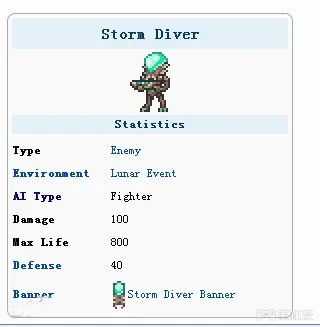 Storm Diver
Statistics
Type Enemy
Environment Lunar Event
AI Type Fighter
Damage 100
Max Life 800
Defense 40
Banner Storm Diver Banner